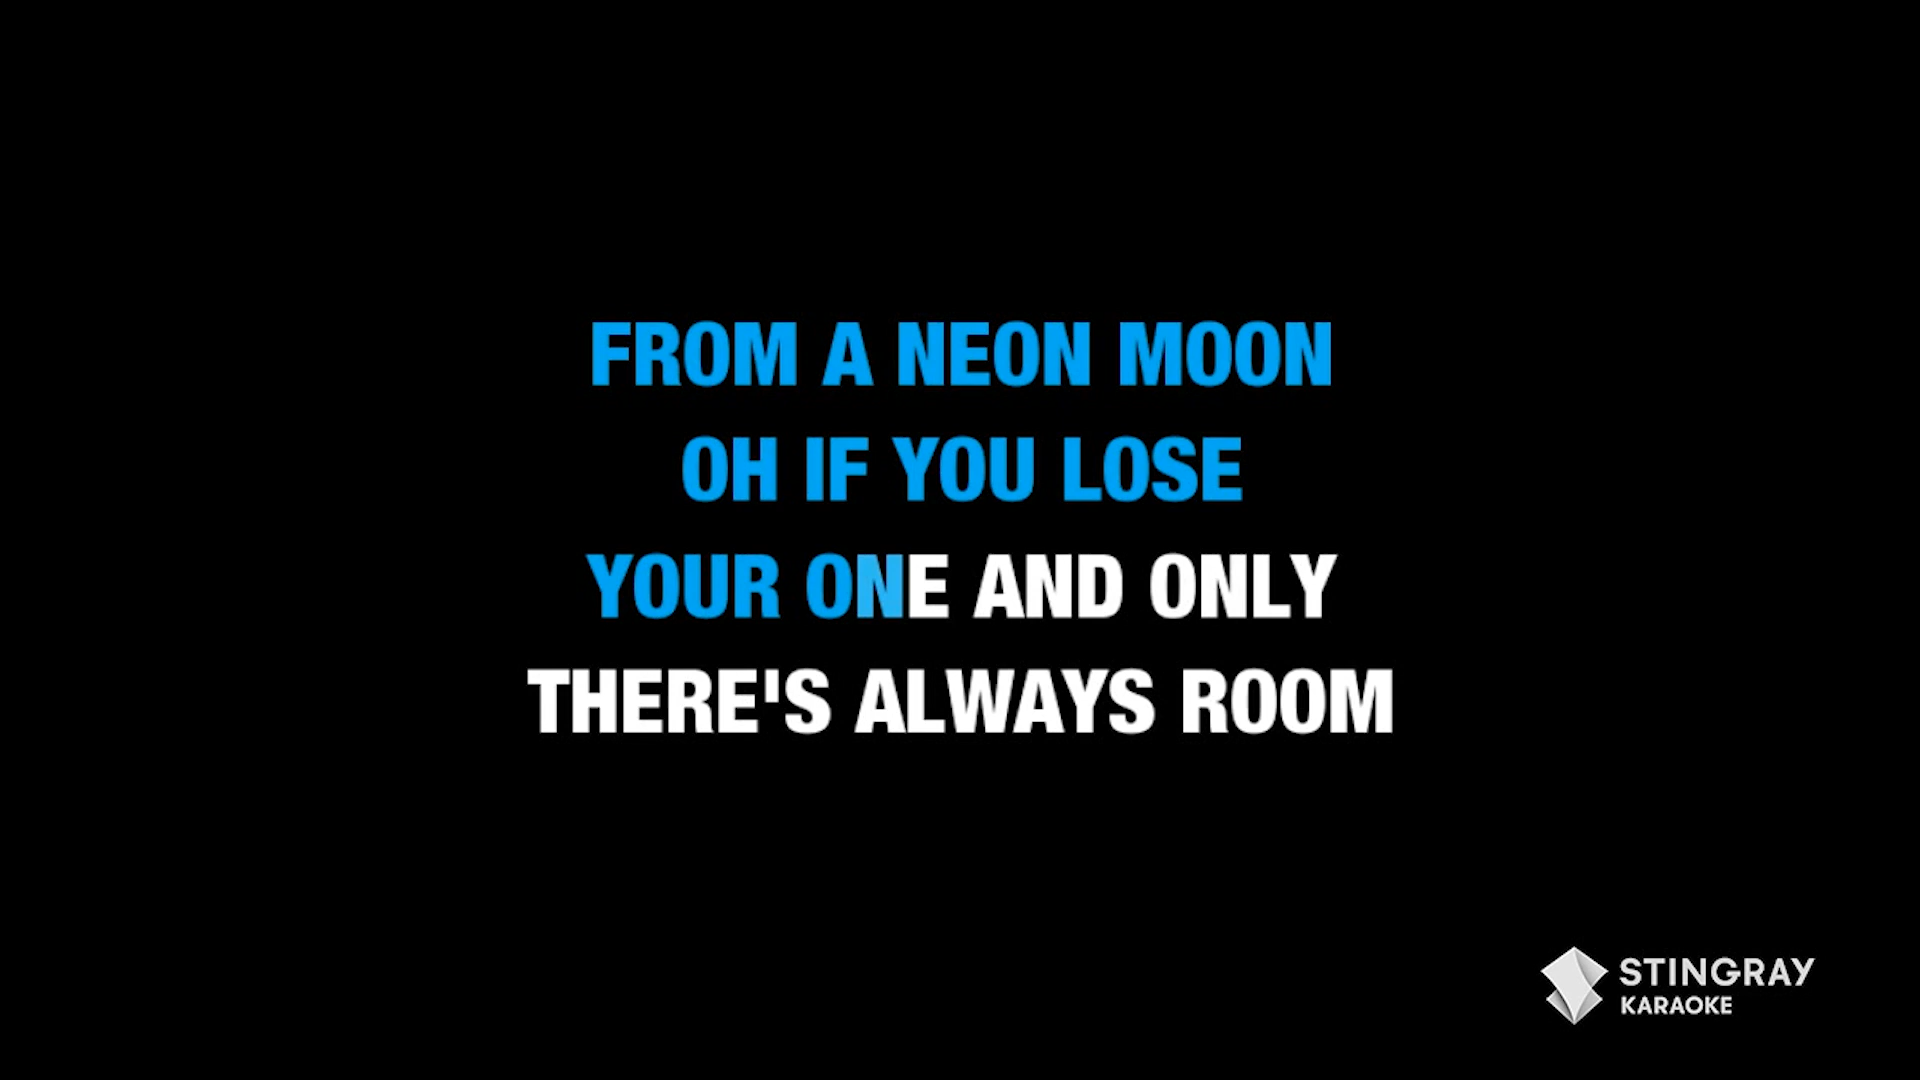 FROM A NEON MOON
OH IF YOU LOSE
YOUR ONE AND ONLY
THERE'S ALWAYS ROOM
STINGRAY
KARAOKE